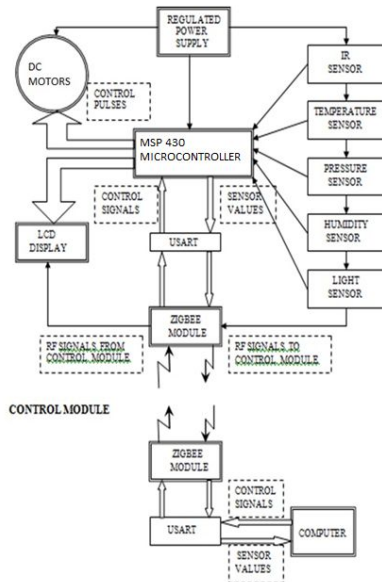 REGULATED
POWER
SUPPLY
DC
MOTORS
CONTROL
PULSES
IR
SENSOR
TEMPERATURE
SENSOR
MSP 430
MICROCONTROLLER
PRESSURE
SENSOR
CONTROL
SIGNALS
SENSOR
VALUES
HUMIDITY
SENSOR
LCD
DISPLAY
USART
LIGHT
SENSOR
ZIGBEE
MODULE
RF SIGNALS FROM
CONTROL MODULE
RF SIGNALS TO
CONTROL MODULE
CONTROL MODULE
ZIGBEE
MODULE
CONTROL
SIGNALS
USART
COMPUTER
SENSOR
VALUES